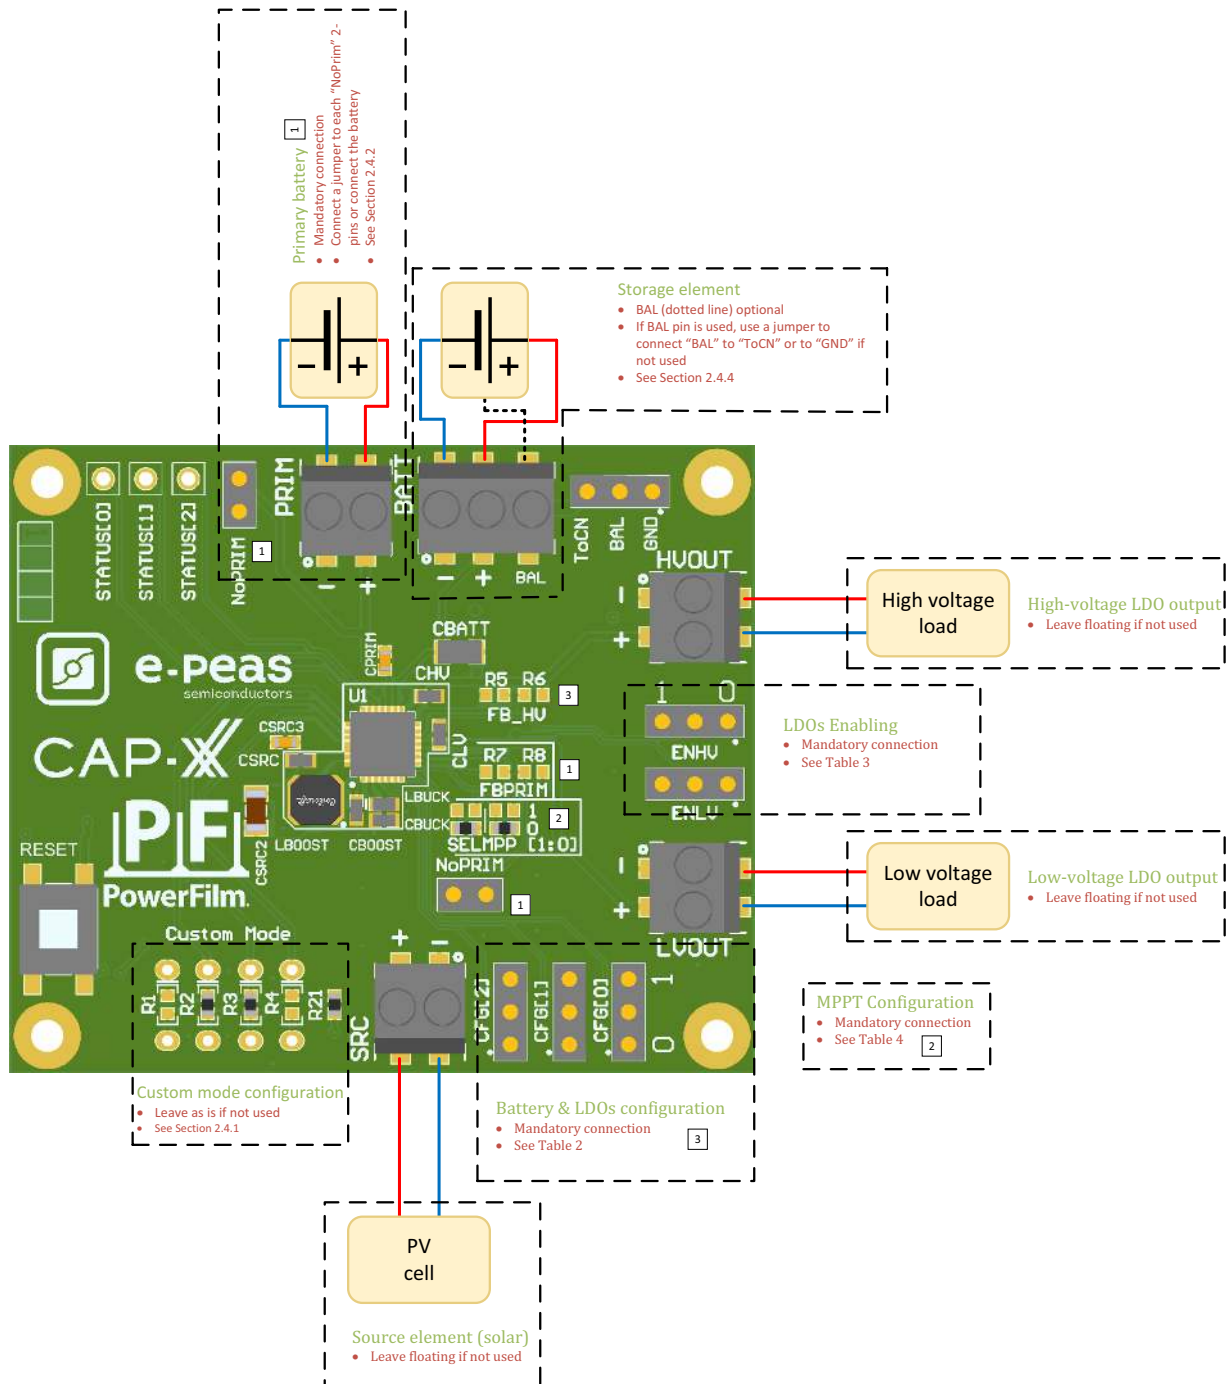 Primary battery
1
• Mandatory connection
• Connect a jumper to each “NoPrim” 2-
pins or connect the battery
• See Section 2.4.2
Storage element
• BAL (dotted line) optional
• If BAL pin is used, use a jumper to
connect “BAL” to “ToCN” or to “GND” if
not used
• See Section 2.4.4
− +
− +
STATUS[0]
STATUS[1]
STATUS[2]
NoPRIM
1
PRIM
− +
BATT
− + BAL
ToCN
BAL
GND
HVOUT
−
+
High voltage
load
High-voltage LDO output
• Leave floating if not used
e-peas
semiconductors
CPRIM
CBATT
CHV
U1
CLV
R5 R6
FB_HV
3
1 0
ENHV
ENLV
LDOs Enabling
• Mandatory connection
• See Table 3
CAP-XX
CSRC3
CSRC
Coilcraft
LBUCK
CBUCK
LBOOST
CBOOST
CSRC2
R7 R8
FBPRIM
1
1
0
2
SELMPP [1:0]
NoPRIM
1
PF
PowerFilm.
RESET
−
+
LVOUT
Low voltage
load
Low-voltage LDO output
• Leave floating if not used
Custom Mode
R1
R2
R3
R4
R21
+ −
SRC
CFG[2]
CFG[1]
CFG[0]
1
0
MPPT Configuration
• Mandatory connection
• See Table 4
2
Custom mode configuration
• Leave as is if not used
• See Section 2.4.1
Battery & LDOs configuration
• Mandatory connection
• See Table 2
3
PV
cell
Source element (solar)
• Leave floating if not used